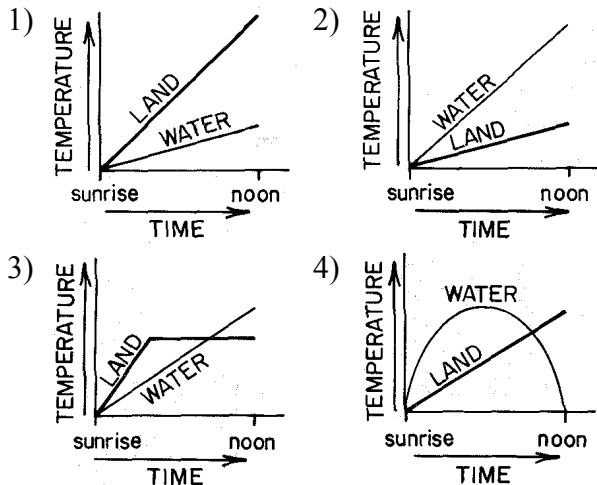 1)
TEMPERATURE
LAND
WATER
sunrise noon
TIME
2)
TEMPERATURE
WATER
LAND
sunrise noon
TIME
3)
TEMPERATURE
LAND
WATER
sunrise noon
TIME
4)
TEMPERATURE
WATER
LAND
sunrise noon
TIME